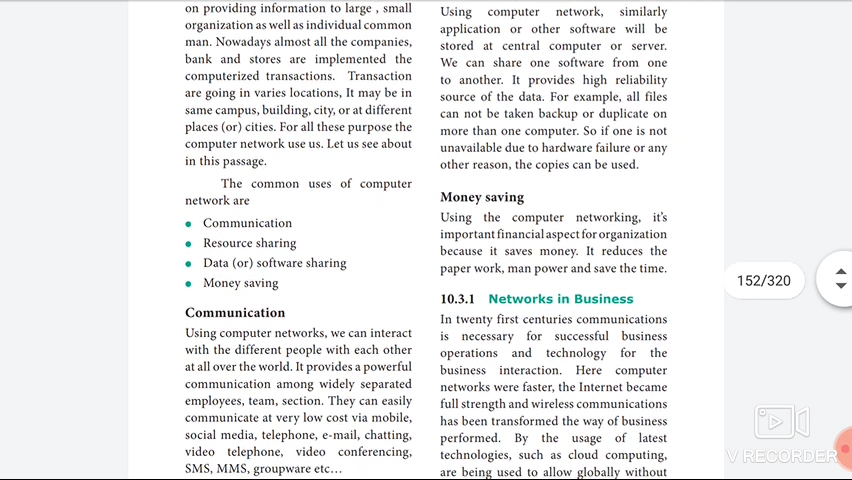 on providing information to large , small
organization as well as individual common
man. Nowadays almost all the companies,
bank and stores are implemented the
computerized transactions. Transaction
are going in varies locations, It may be in
same campus, building, city, or at different
places (or) cities. For all these purpose the
computer network use us. Let us see about
in this passage.
The common uses of computer
network are
Communication
Resource sharing
Data (or) software sharing
Money saving
Communication
Using computer networks, we can interact
with the different people with each other
at all over the world. It provides a powerful
communication among widely separated
employees, team, section. They can easily
communicate at very low cost via mobile,
social media, telephone, e-mail, chatting,
video telephone, video conferencing,
SMS, MMS, groupware etc…
Using computer network, similarly
application or other software will be
stored at central computer or server.
We can share one software from one
to another. It provides high reliability
source of the data. For example, all files
can not be taken backup or duplicate on
more than one computer. So if one is not
unavailable due to hardware failure or any
other reason, the copies can be used.
Money saving
Using the computer networking, it's
important financial aspect for organization
because it saves money. It reduces the
paper work, man power and save the time.
10.3.1 Networks in Business
In twenty first centuries communications
is necessary for successful business
operations and technology for the
business interaction. Here computer
networks were faster, the Internet became
full strength and wireless communications
has been transformed the way of business
performed. By the usage of latest
technologies, such as cloud computing,
are being used to allow globally without
152/320
V RECORDER